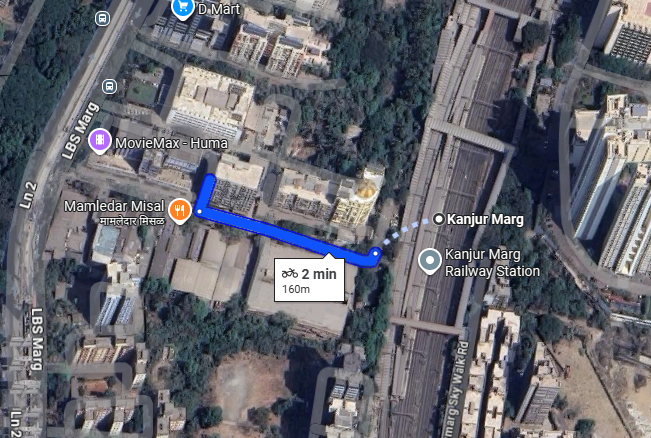 D Mart
LBS Marg
MovieMax - Huma
Ln 2
Mamledar Misal
मामलेदार मिसळ
Kanjur Marg
Kanjur Marg
Railway Station
2 min
160m
LBS Marg
marg Sky Walk Rd
Ln 2